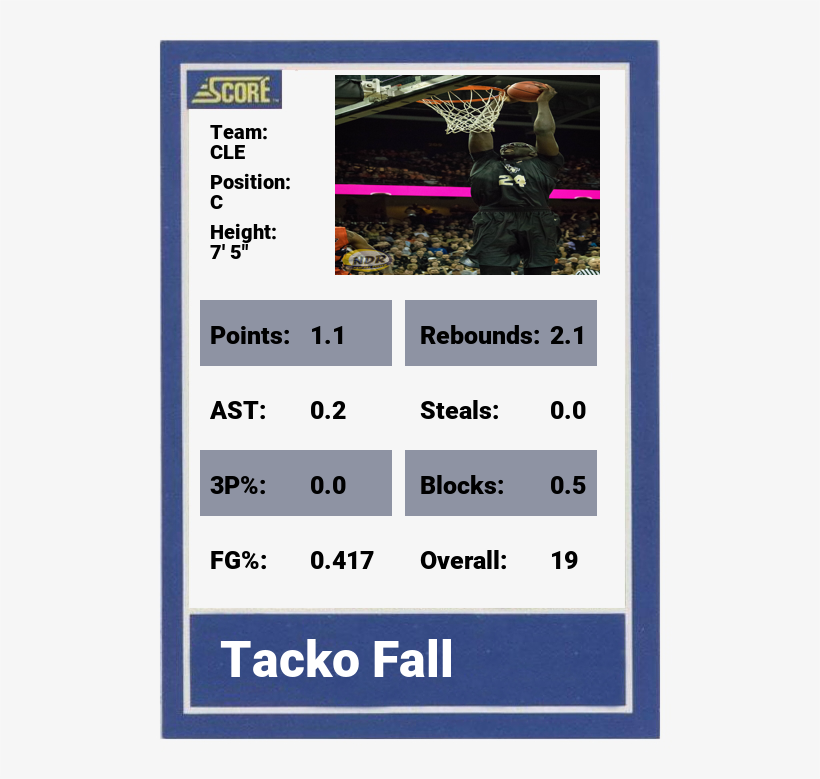 SCORE
Team:
CLE
Position:
C
Height:
7' 5"
24
NDR
Points: 1.1 Rebounds: 2.1
AST: 0.2 Steals: 0.0
3P%: 0.0 Blocks: 0.5
FG%: 0.417 Overall: 19
Tacko Fall